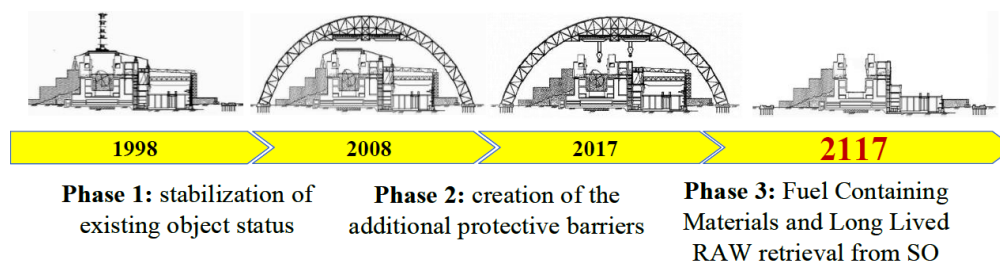 1998
2008
2017
2117
Phase 1: stabilization of
existing object status
Phase 2: creation of the
additional protective barriers
Phase 3: Fuel Containing
Materials and Long Lived
RAW retrieval from SO